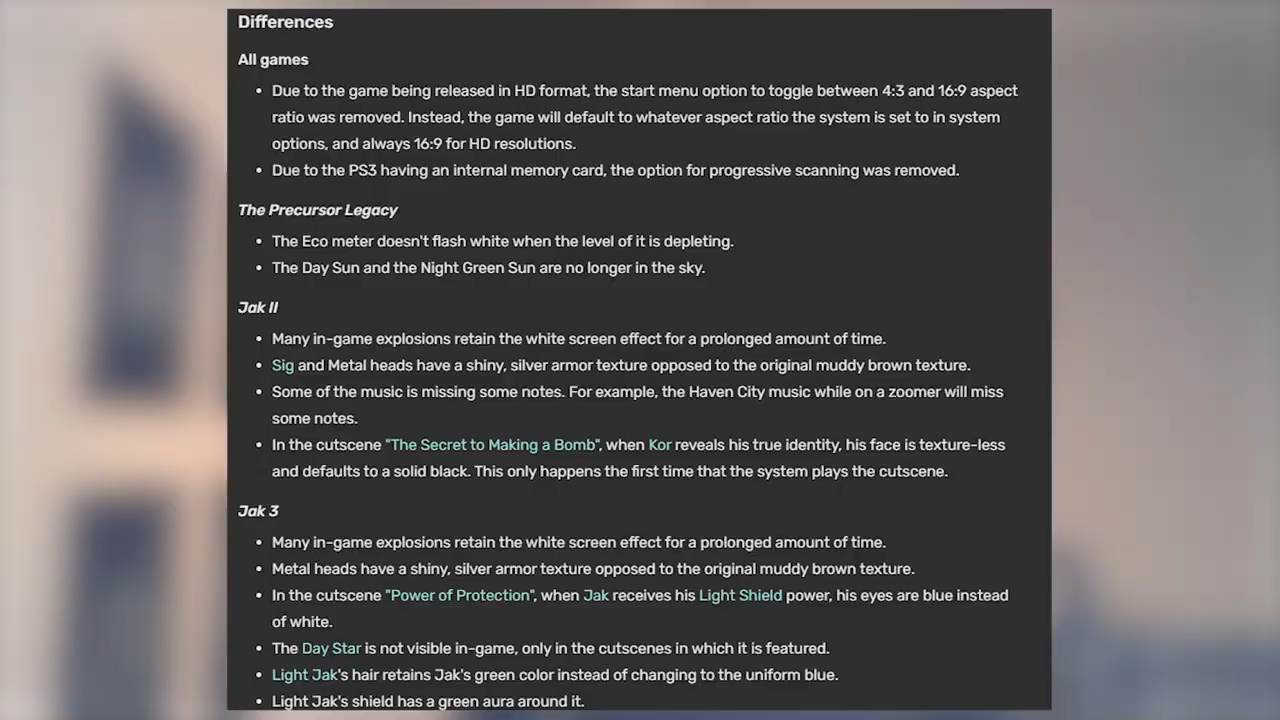 Differences
All games
• Due to the game being released in HD format, the start menu option to toggle between 4:3 and 16:9 aspect
ratio was removed. Instead, the game will default to whatever aspect ratio the system is set to in system
options, and always 16:9 for HD resolutions.
• Due to the PS3 having an internal memory card, the option for progressive scanning was removed.
The Precursor Legacy
• The Eco meter doesn't flash white when the level of it is depleting.
• The Day Sun and the Night Green Sun are no longer in the sky.
Jak II
• Many in-game explosions retain the white screen effect for a prolonged amount of time.
• Sig and Metal heads have a shiny, silver armor texture opposed to the original muddy brown texture.
• Some of the music is missing some notes. For example, the Haven City music while on a zoomer will miss
some notes.
• In the cutscene "The Secret to Making a Bomb", when Kor reveals his true identity, his face is texture-less
and defaults to a solid black. This only happens the first time that the system plays the cutscene.
Jak 3
• Many in-game explosions retain the white screen effect for a prolonged amount of time.
• Metal heads have a shiny, silver armor texture opposed to the original muddy brown texture.
• In the cutscene "Power of Protection", when Jak receives his Light Shield power, his eyes are blue instead
of white.
• The Day Star is not visible in-game, only in the cutscenes in which it is featured.
• Light Jak's hair retains Jak's green color instead of changing to the uniform blue.
• Light Jak's shield has a green aura around it.